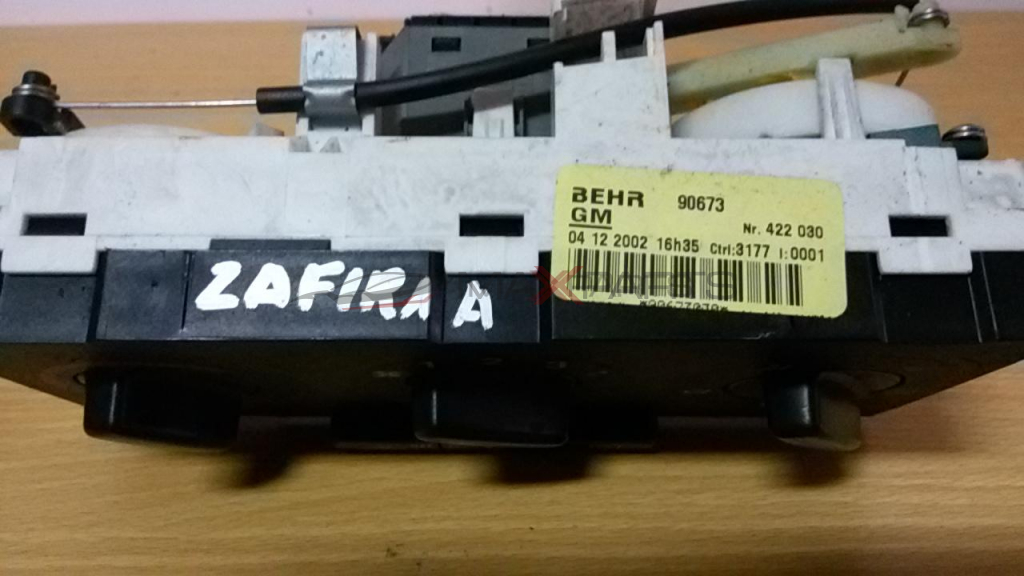 BEHR 90673
GM Nr. 422 030
04 12 2002 16h35 Ctrl:3177 I:0001
ZAFIRA A